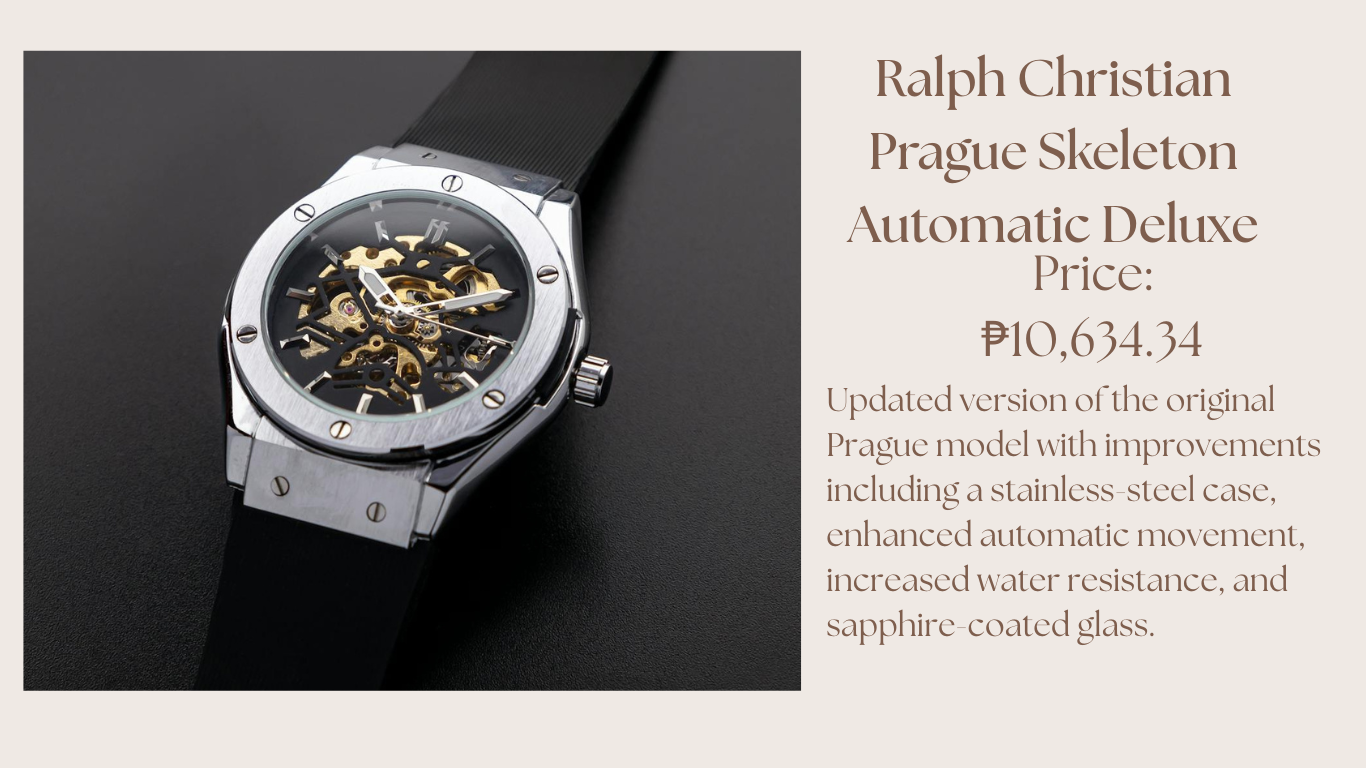 Ralph Christian
Prague Skeleton
Automatic Deluxe
Price:
₱10,634.34
Updated version of the original
Prague model with improvements
including a stainless-steel case,
enhanced automatic movement,
increased water resistance, and
sapphire-coated glass.